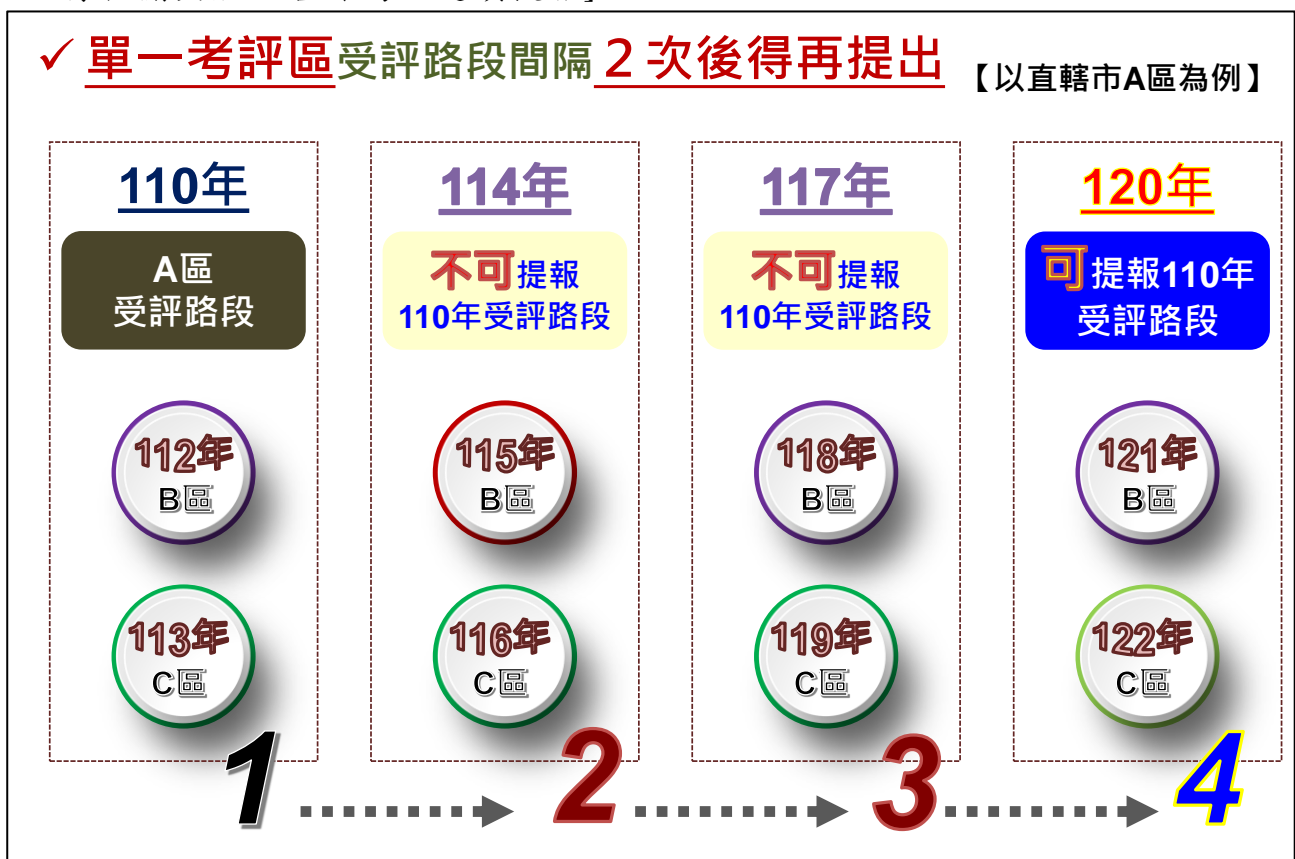 ✓ 單一考評區受評路段間隔２次後得再提出 【以直轄市A區為例】
110年
A區
受評路段
112年
B區
113年
C區
1
114年
不可提報
110年受評路段
115年
B區
116年
C區
2
117年
不可提報
110年受評路段
118年
B區
119年
C區
3
120年
可提報110年
受評路段
121年
B區
122年
C區
4